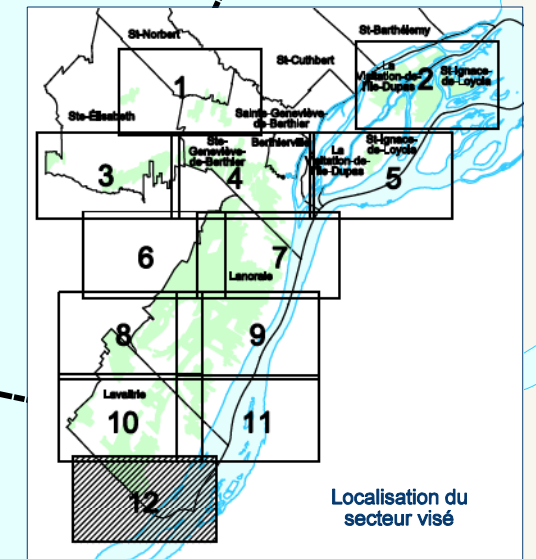 St-Norbert
St-Barthélemy
St-Cuthbert
1
La
Visitation-de-
l'Île-Dupas
2
St-Ignace-
de-Loyola
Ste-Élisabeth
Sainte-Geneviève-
de-Berthier
3
Ste-
Geneviève-
de-Berthier
4
Berthierville
La
Visitation-de-
l'Île-Dupas
St-Ignace-
de-Loyola
5
6
7
Lanoraie
8
9
Lavaltrie
10
11
12
Localisation du
secteur visé